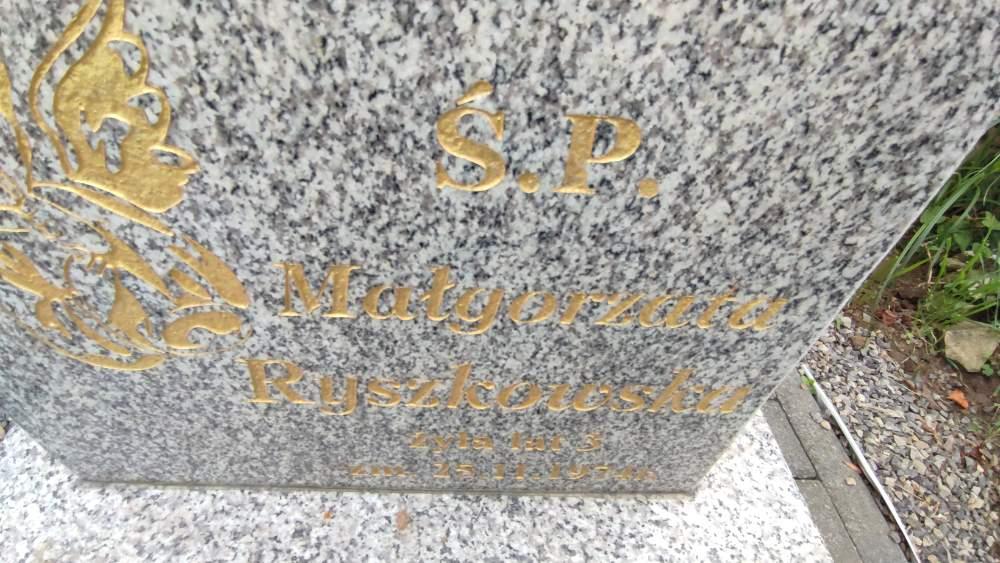 Ś.P.
Małgorzata
Ryszkowska
żyła lat 3
zm. 25.11.1974r.